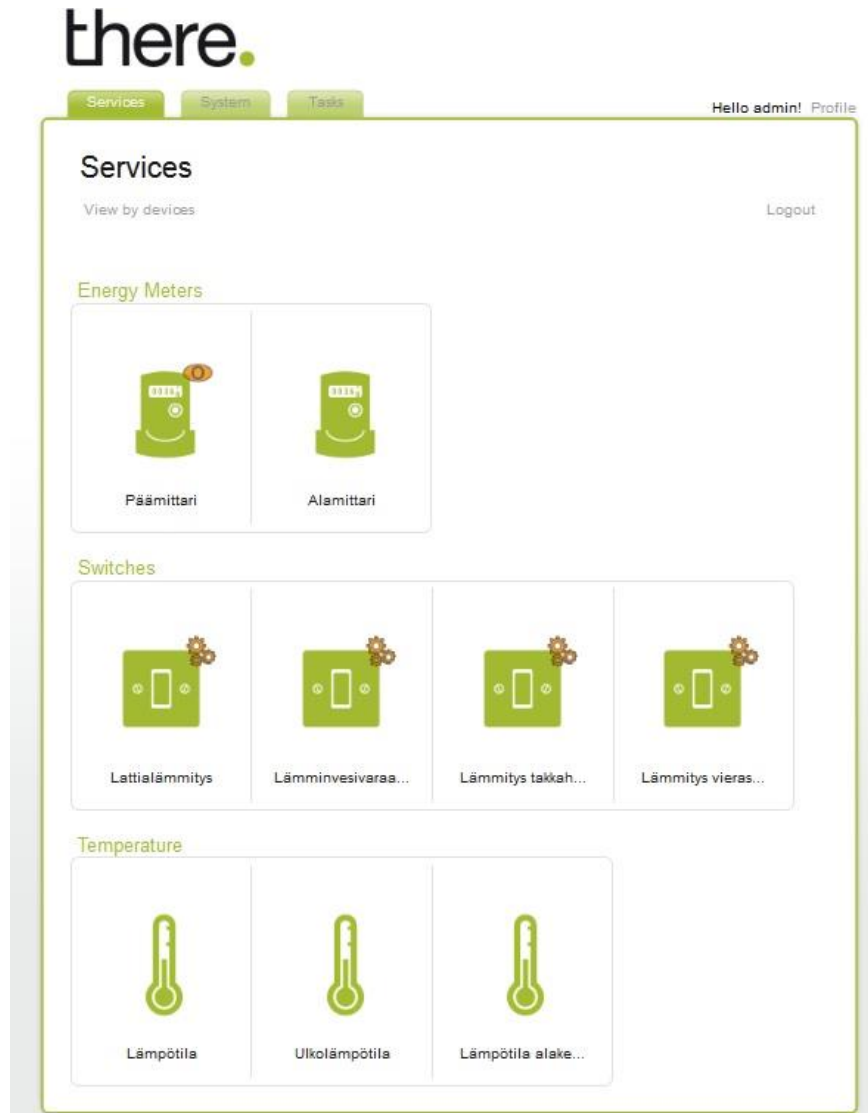 there.
Services System Tasks
Hello admin! Profile
Services
View by devices Logout
Energy Meters
Päämittari Alamittari
Switches
Lattialämmitys Lämminvesivaraa... Lämmitys takkah... Lämmitys vieras...
Temperature
Lämpötila Ulkolämpötila Lämpötila alake...